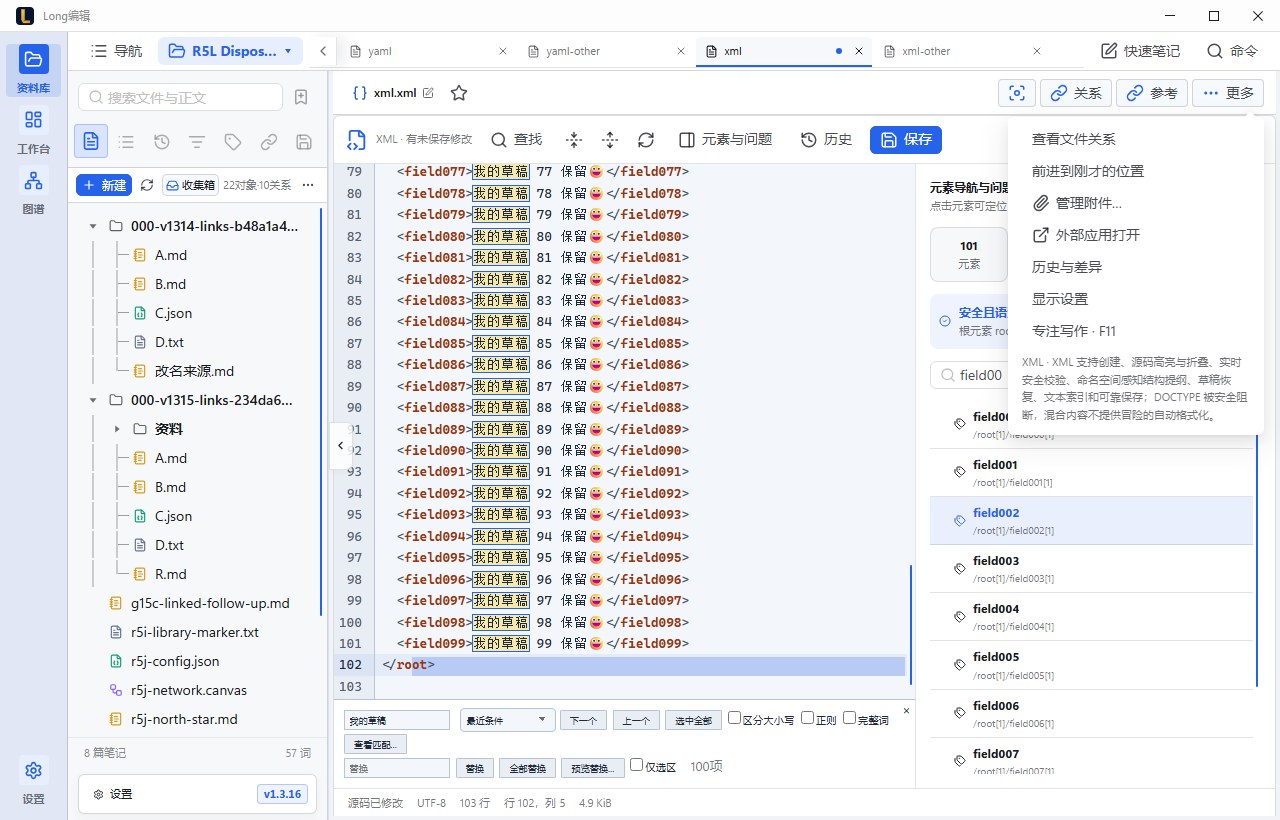 Long编辑
资料库
工作台
图谱
设置
导航
R5L Dispos...
yaml
yaml-other
xml
xml-other
快速笔记
命令
搜索文件与正文
新建
收集箱
22对象·10关系
000-v1314-links-b48a1a4...
A.md
B.md
C.json
D.txt
改名来源.md
000-v1315-links-234da6...
资料
A.md
B.md
C.json
D.txt
R.md
g15c-linked-follow-up.md
r5i-library-marker.txt
r5j-config.json
r5j-network.canvas
r5j-north-star.md
8 篇笔记
57 词
设置
v1.3.16
xml.xml
关系
参考
更多
XML · 有未保存修改
查找
元素与问题
历史
保存
79 <field077>我的草稿 77 保留😀</field077>
80 <field078>我的草稿 78 保留😀</field078>
81 <field079>我的草稿 79 保留😀</field079>
82 <field080>我的草稿 80 保留😀</field080>
83 <field081>我的草稿 81 保留😀</field081>
84 <field082>我的草稿 82 保留😀</field082>
85 <field083>我的草稿 83 保留😀</field083>
86 <field084>我的草稿 84 保留😀</field084>
87 <field085>我的草稿 85 保留😀</field085>
88 <field086>我的草稿 86 保留😀</field086>
89 <field087>我的草稿 87 保留😀</field087>
90 <field088>我的草稿 88 保留😀</field088>
91 <field089>我的草稿 89 保留😀</field089>
92 <field090>我的草稿 90 保留😀</field090>
93 <field091>我的草稿 91 保留😀</field091>
94 <field092>我的草稿 92 保留😀</field092>
95 <field093>我的草稿 93 保留😀</field093>
96 <field094>我的草稿 94 保留😀</field094>
97 <field095>我的草稿 95 保留😀</field095>
98 <field096>我的草稿 96 保留😀</field096>
99 <field097>我的草稿 97 保留😀</field097>
100 <field098>我的草稿 98 保留😀</field098>
101 <field099>我的草稿 99 保留😀</field099>
102 </root>
103
我的草稿
最近条件
下一个
上一个
选中全部
区分大小写
正则
完整词
查看匹配...
替换
替换
全部替换
预览替换...
仅选区
100项
源码已修改
UTF-8
103 行
行 102，列 5
4.9 KiB
元素导航与问
点击元素可定位
101
元素
安全且语
根元素 roo
field00
/root[1]/field000[1]
field001
/root[1]/field001[1]
field002
/root[1]/field002[1]
field003
/root[1]/field003[1]
field004
/root[1]/field004[1]
field005
/root[1]/field005[1]
field006
/root[1]/field006[1]
field007
/root[1]/field007[1]
查看文件关系
前进到刚才的位置
管理附件...
外部应用打开
历史与差异
显示设置
专注写作 · F11
XML · XML 支持创建、源码高亮与折叠、实时
安全校验、命名空间感知结构提纲、草稿恢
复、文本索引和可靠保存；DOCTYPE 被安全阻
断，混合内容不提供冒险的自动格式化。